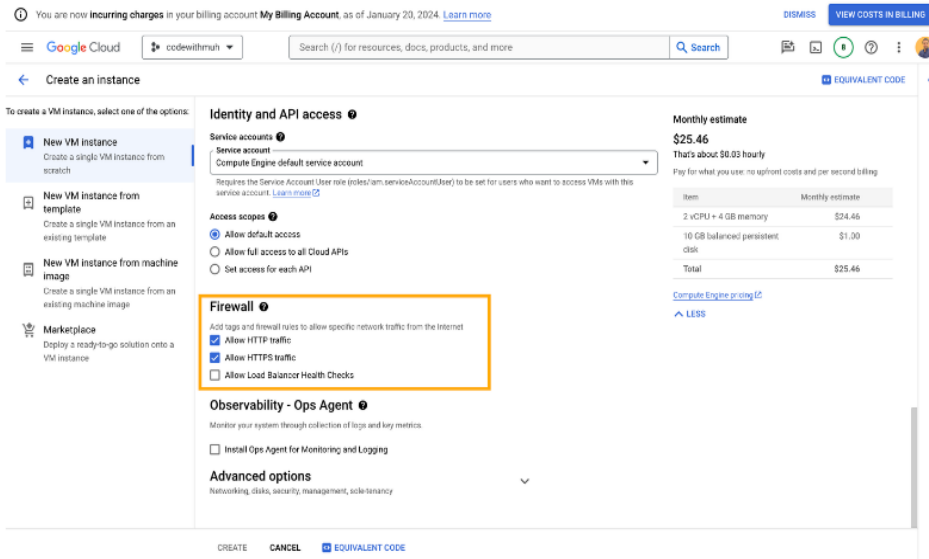 You are now incurring charges in your billing account My Billing Account, as of January 20, 2024. Learn more
DISMISS
VIEW COSTS IN BILLING
Google Cloud
codewithmuh
Search (/) for resources, docs, products, and more
Search
8
Create an instance
EQUIVALENT CODE
To create a VM instance, select one of the options:
New VM instance
Create a single VM instance from
scratch
New VM instance from
template
Create a single VM instance from an
existing template
New VM instance from machine
image
Create a single VM instance from an
existing machine image
Marketplace
Deploy a ready-to-go solution onto a
VM instance
Identity and API access
Service accounts
Service account
Compute Engine default service account
Requires the Service Account User role (roles/iam.serviceAccountUser) to be set for users who want to access VMs with this
service account. Learn more
Access scopes
Allow default access
Allow full access to all Cloud APIs
Set access for each API
Firewall
Add tags and firewall rules to allow specific network traffic from the Internet
Allow HTTP traffic
Allow HTTPS traffic
Allow Load Balancer Health Checks
Observability - Ops Agent
Monitor your system through collection of logs and key metrics.
Install Ops Agent for Monitoring and Logging
Advanced options
Networking, disks, security, management, sole-tenancy
CREATE
CANCEL
EQUIVALENT CODE
Monthly estimate
$25.46
That's about $0.03 hourly
Pay for what you use: no upfront costs and per second billing
Item Monthly estimate
2 vCPU + 4 GB memory $24.46
10 GB balanced persistent $1.00
disk
Total $25.46
Compute Engine pricing
LESS